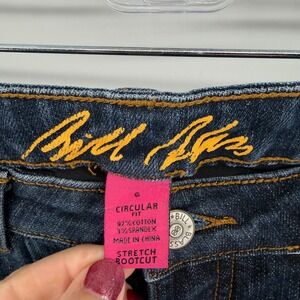 Bill Blass
6
CIRCULAR
FIT
97% COTTON
3% SPANDEX
MADE IN CHINA
STRETCH
BOOTCUT
BILL
BLASS